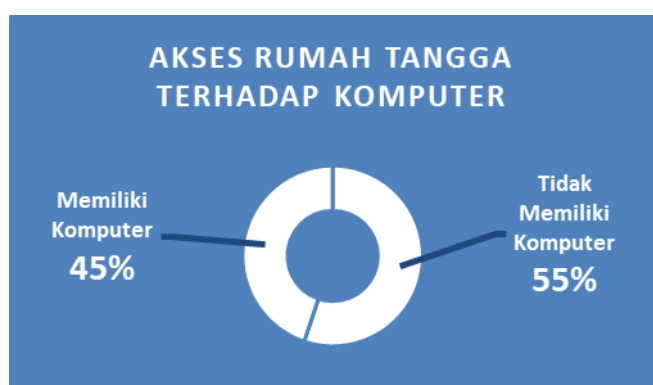 AKSES RUMAH TANGGA
TERHADAP KOMPUTER
Memiliki
Komputer
45%
Tidak
Memiliki
Komputer
55%